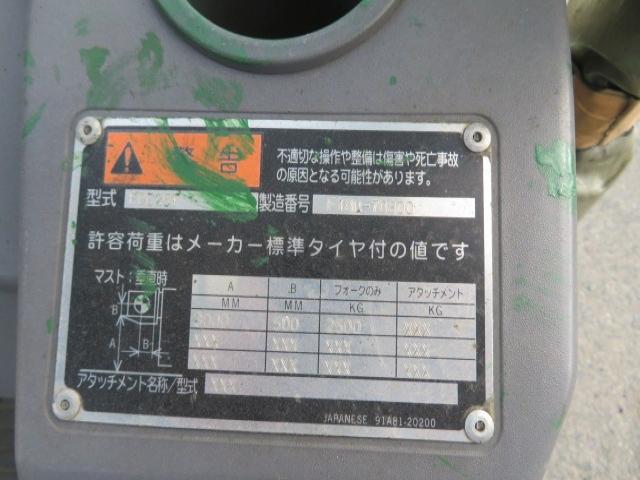 警告
不適切な操作や整備は傷害や死亡事故
の原因となる可能性があります。
型式 製造番号
許容荷重はメーカー標準タイヤ付の値です
マスト:垂直時
A B フォークのみ アタッチメント
MM MM KG KG
500 2500 XXX
XXX XXX XXX XXX
XXX XXX XXX XXX
B
A
B
アタッチメント名称/型式 XXX
JAPANESE 91A81-20200